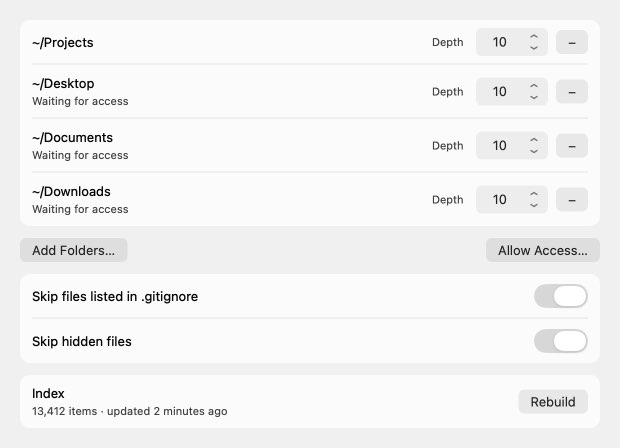 ~/Projects
Depth 10 –
~/Desktop
Waiting for access
Depth 10 –
~/Documents
Waiting for access
Depth 10 –
~/Downloads
Waiting for access
Depth 10 –
Add Folders... Allow Access...
Skip files listed in .gitignore
Skip hidden files
Index
13,412 items · updated 2 minutes ago
Rebuild